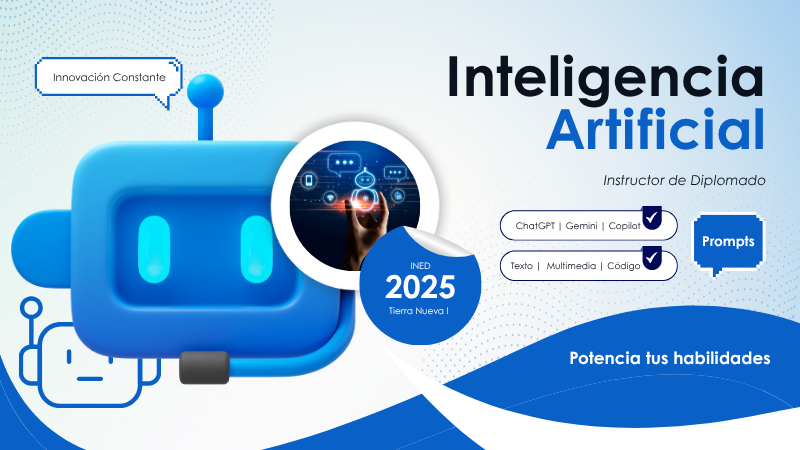 Innovación Constante
Inteligencia
Artificial
Instructor de Diplomado
ChatGPT | Gemini | Copilot
Texto | Multimedia | Código
Prompts
INED
2025
Tierra Nueva I
Potencia tus habilidades